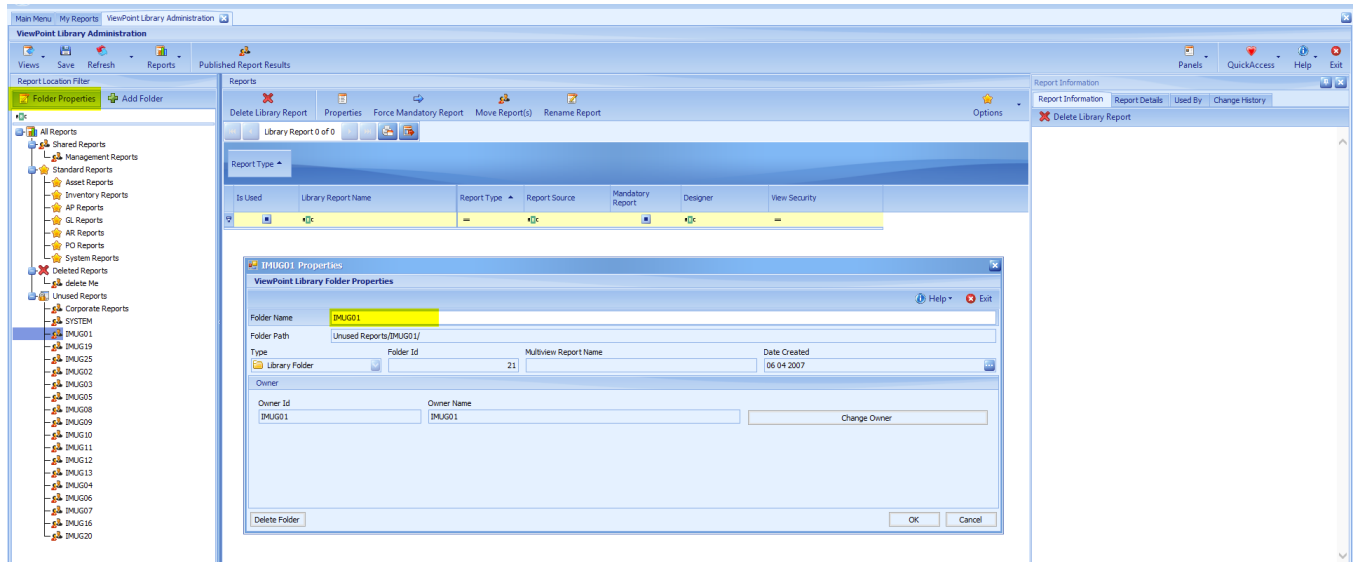 Main Menu My Reports ViewPoint Library Administration
ViewPoint Library Administration
Views Save Refresh Reports Published Report Results Panels QuickAccess Help Exit
Report Location Filter
Folder Properties Add Folder
All Reports
Shared Reports
Management Reports
Standard Reports
Asset Reports
Inventory Reports
AP Reports
GL Reports
AR Reports
PO Reports
System Reports
Deleted Reports
delete Me
Unused Reports
Corporate Reports
SYSTEM
IMUG01
IMUG19
IMUG25
IMUG02
IMUG03
IMUG05
IMUG08
IMUG09
IMUG10
IMUG11
IMUG12
IMUG13
IMUG04
IMUG06
IMUG07
IMUG16
IMUG20
Reports
Delete Library Report Properties Force Mandatory Report Move Report(s) Rename Report Options
Library Report 0 of 0
Report Type
Is Used Library Report Name Report Type Report Source Mandatory Report Designer View Security
= =
IMUG01 Properties
ViewPoint Library Folder Properties
Help Exit
Folder Name IMUG01
Folder Path Unused Reports/IMUG01/
Type Folder Id Multiview Report Name Date Created
Library Folder 21 06 04 2007
Owner
Owner Id Owner Name
IMUG01 IMUG01 Change Owner
Delete Folder OK Cancel
Report Information
Report Information Report Details Used By Change History
Delete Library Report